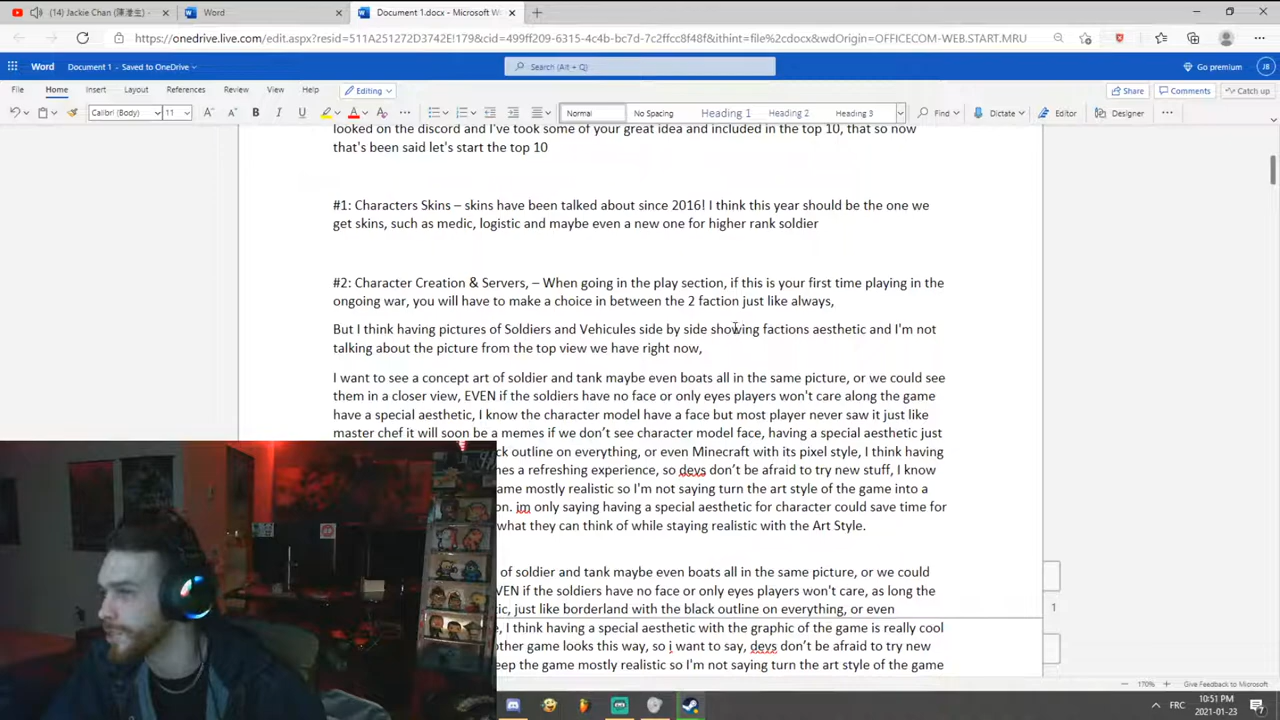 (14) Jackie Chan (陳港生) -
Word
Document 1.docx - Microsoft Wo
https://onedrive.live.com/edit.aspx?resid=511A251272D3742E!179&cid=499ff209-6315-4c4b-bc7d-7c2ffcc8f48f&ithint=file%2cdocx&wdOrigin=OFFICECOM-WEB.START.MRU
Word Document 1 - Saved to OneDrive Search (Alt + Q) Go premium JB
File Home Insert Layout References Review View Help Editing Share Comments Catch up
Calibri (Body) 11 B I U A Normal No Spacing Heading 1 Heading 2 Heading 3 Find Dictate Editor Designer
looked on the discord and I've took some of your great idea and included in the top 10, that so now
that's been said let's start the top 10
#1: Characters Skins – skins have been talked about since 2016! I think this year should be the one we
get skins, such as medic, logistic and maybe even a new one for higher rank soldier
#2: Character Creation & Servers, – When going in the play section, if this is your first time playing in the
ongoing war, you will have to make a choice in between the 2 faction just like always,
But I think having pictures of Soldiers and Vehicules side by side showing factions aesthetic and I'm not
talking about the picture from the top view we have right now,
I want to see a concept art of soldier and tank maybe even boats all in the same picture, or we could see
them in a closer view, EVEN if the soldiers have no face or only eyes players won't care along the game
have a special aesthetic, I know the character model have a face but most player never saw it just like
master chef it will soon be a memes if we don't see character model face, having a special aesthetic just
ck outline on everything, or even Minecraft with its pixel style, I think having
nes a refreshing experience, so devs don't be afraid to try new stuff, I know
ame mostly realistic so I'm not saying turn the art style of the game into a
on. im only saying having a special aesthetic for character could save time for
what they can think of while staying realistic with the Art Style.
of soldier and tank maybe even boats all in the same picture, or we could
VEN if the soldiers have no face or only eyes players won't care, as long the
ic, just like borderland with the black outline on everything, or even
e, I think having a special aesthetic with the graphic of the game is really cool
other game looks this way, so i want to say, devs don't be afraid to try new
eep the game mostly realistic so I'm not saying turn the art style of the game
1
170% Give Feedback to Microsoft
FRC
10:51 PM
2021-01-23
7